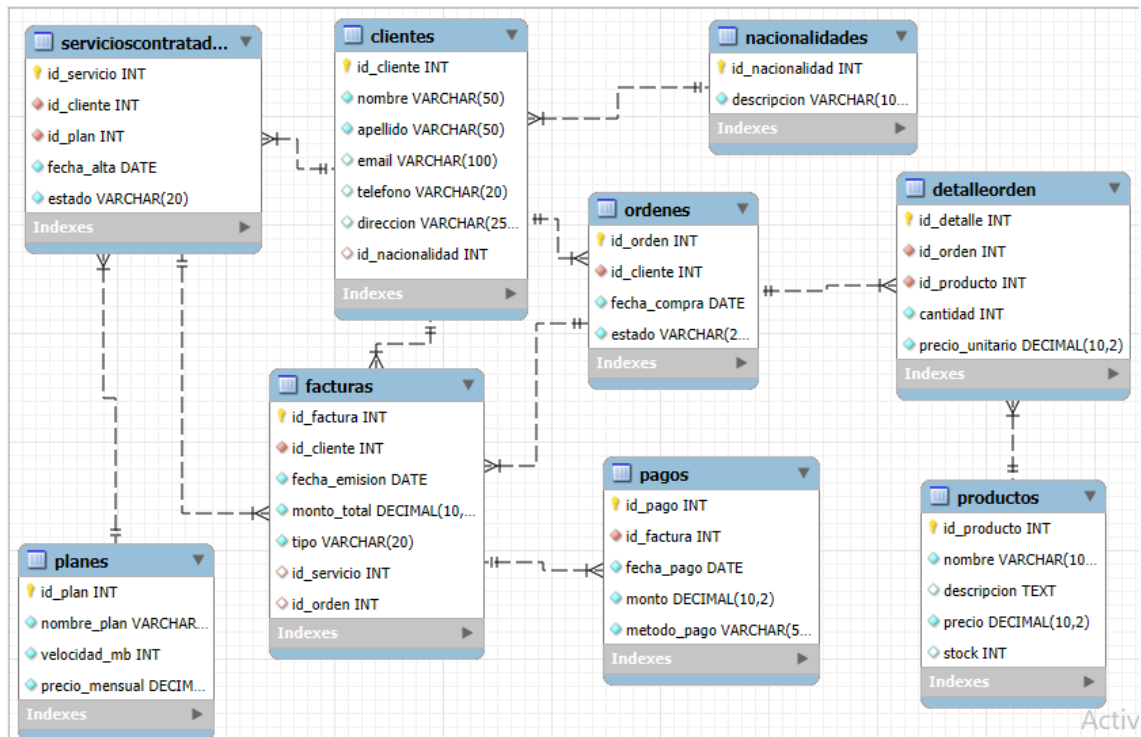 servicioscontratad...
id_servicio INT
id_cliente INT
id_plan INT
fecha_alta DATE
estado VARCHAR(20)
Indexes
clientes
id_cliente INT
nombre VARCHAR(50)
apellido VARCHAR(50)
email VARCHAR(100)
telefono VARCHAR(20)
direccion VARCHAR(25...
id_nacionalidad INT
Indexes
nacionalidades
id_nacionalidad INT
descripcion VARCHAR(10...
Indexes
ordenes
id_orden INT
id_cliente INT
fecha_compra DATE
estado VARCHAR(2...
Indexes
detalleorden
id_detalle INT
id_orden INT
id_producto INT
cantidad INT
precio_unitario DECIMAL(10,2)
Indexes
facturas
id_factura INT
id_cliente INT
fecha_emision DATE
monto_total DECIMAL(10,...
tipo VARCHAR(20)
id_servicio INT
id_orden INT
Indexes
pagos
id_pago INT
id_factura INT
fecha_pago DATE
monto DECIMAL(10,2)
metodo_pago VARCHAR(5...
Indexes
productos
id_producto INT
nombre VARCHAR(10...
descripcion TEXT
precio DECIMAL(10,2)
stock INT
Indexes
planes
id_plan INT
nombre_plan VARCHAR...
velocidad_mb INT
precio_mensual DECIM...
Indexes
Activ